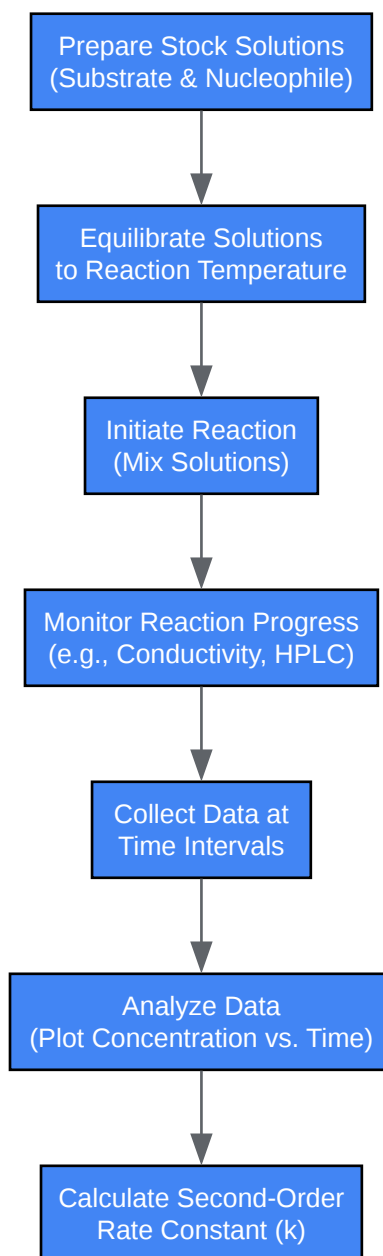 Prepare Stock Solutions
(Substrate & Nucleophile)
Equilibrate Solutions
to Reaction Temperature
Initiate Reaction
(Mix Solutions)
Monitor Reaction Progress
(e.g., Conductivity, HPLC)
Collect Data at
Time Intervals
Analyze Data
(Plot Concentration vs. Time)
Calculate Second-Order
Rate Constant (k)